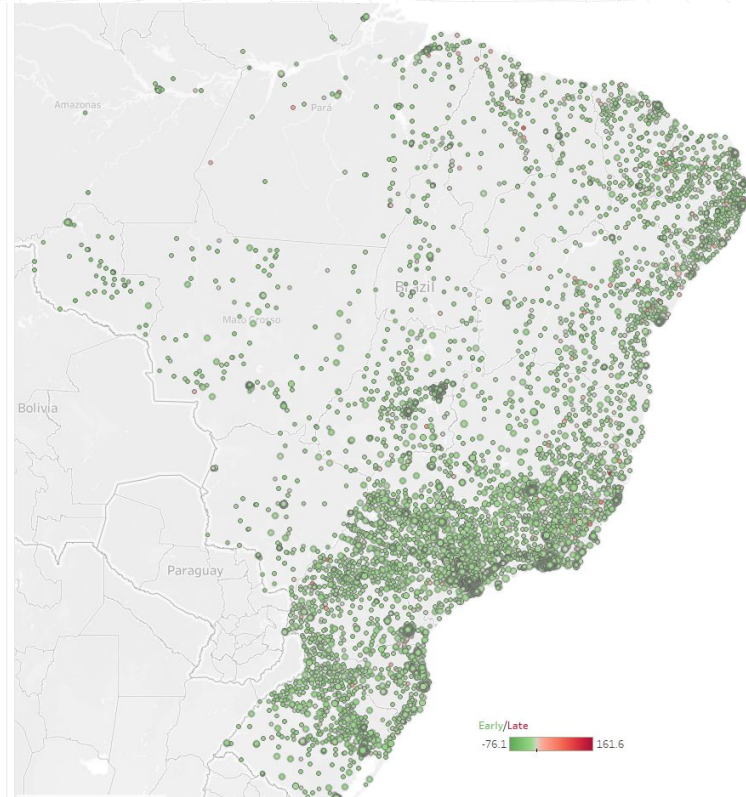 Amazonas
Pará
Brazil
Mato Grosso
Bolivia
Paraguay
Early/Late
-76.1 161.6